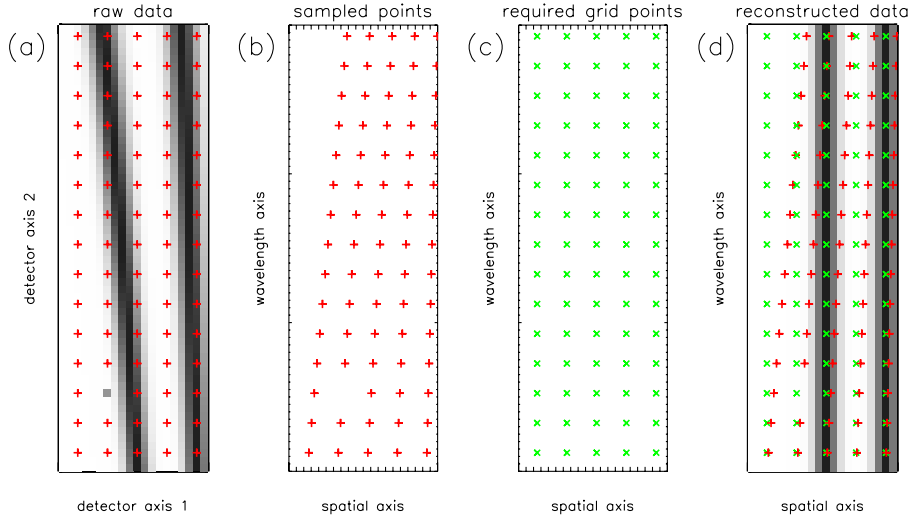 raw data
sampled points
required grid points
reconstructed data
(a)
(b)
(c)
(d)
detector axis 2
wavelength axis
wavelength axis
wavelength axis
detector axis 1
spatial axis
spatial axis
spatial axis